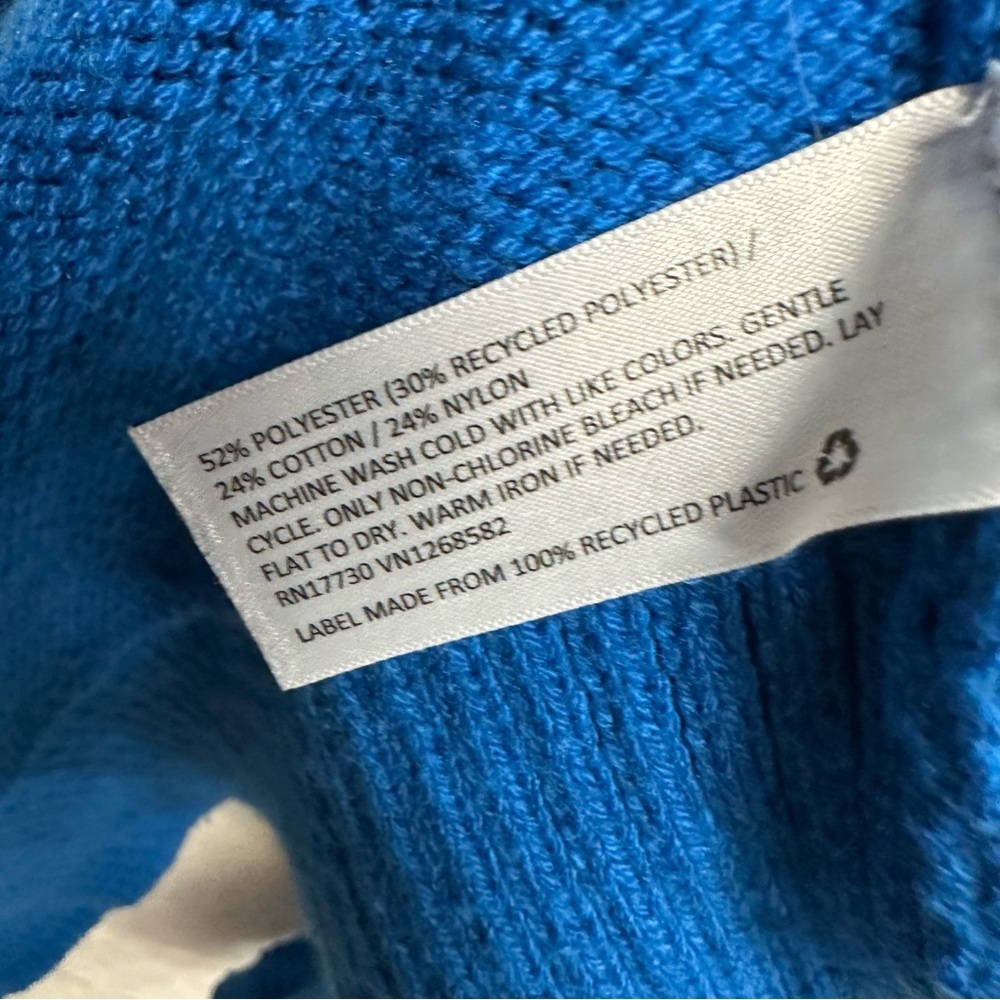 52% POLYESTER (30% RECYCLED POLYESTER) /
24% COTTON / 24% NYLON
MACHINE WASH COLD WITH LIKE COLORS. GENTLE
CYCLE. ONLY NON-CHLORINE BLEACH IF NEEDED. LAY
FLAT TO DRY. WARM IRON IF NEEDED.
RN17730 VN1268582
LABEL MADE FROM 100% RECYCLED PLASTIC